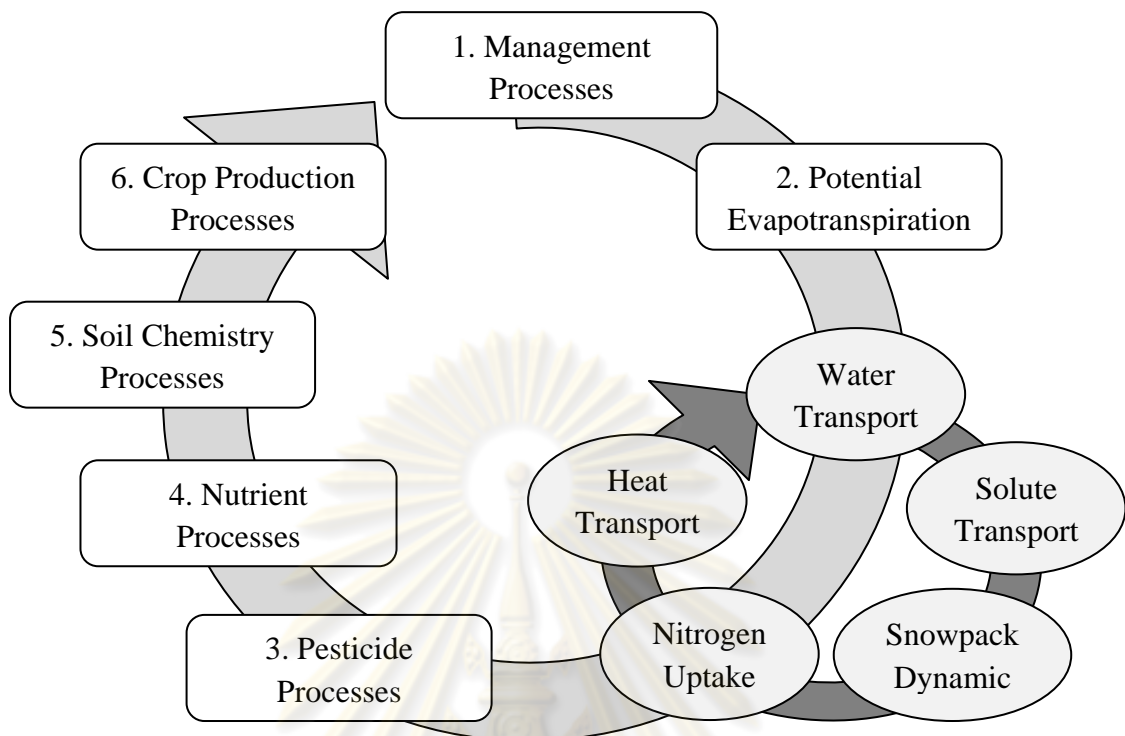 1. Management
Processes
2. Potential
Evapotranspiration
Water
Transport
Solute
Transport
Snowpack
Dynamic
Nitrogen
Uptake
Heat
Transport
3. Pesticide
Processes
4. Nutrient
Processes
5. Soil Chemistry
Processes
6. Crop Production
Processes